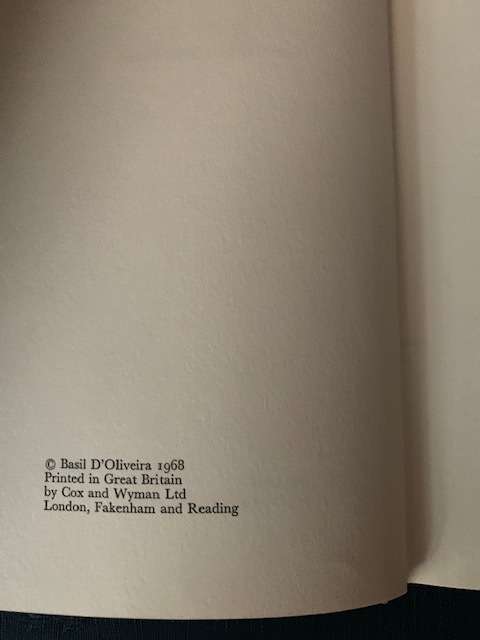 © Basil D'Oliveira 1968
Printed in Great Britain
by Cox and Wyman Ltd
London, Fakenham and Reading